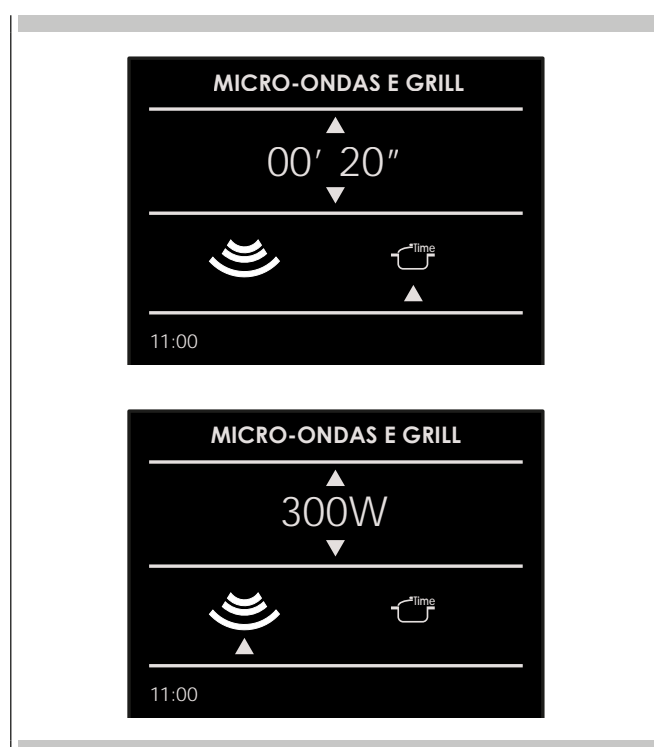 MICRO-ONDAS E GRILL
00′ 20″
Time
11:00
MICRO-ONDAS E GRILL
300W
Time
11:00